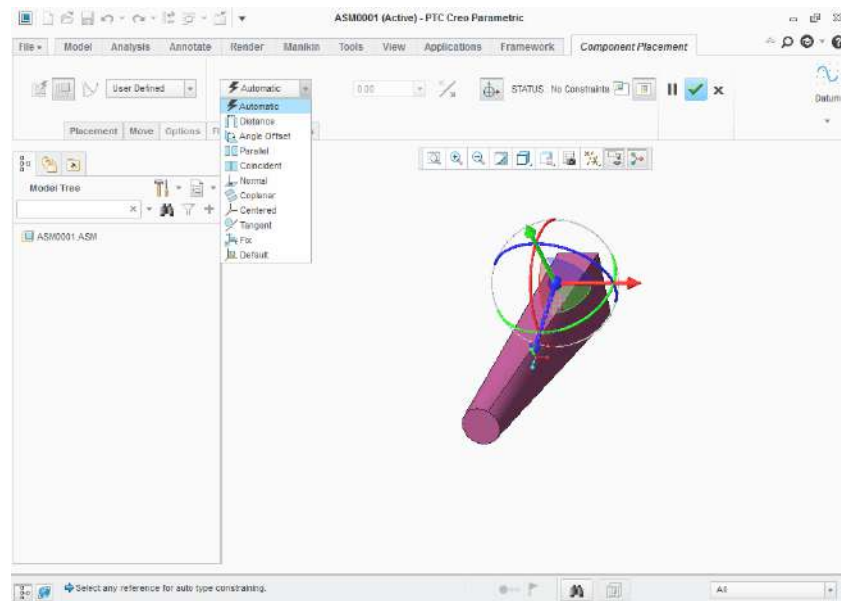 ASM0001 (Active) - PTC Creo Parametric
File Model Analysis Annotate Render Manikin Tools View Applications Framework Component Placement
User Defined Automatic 0.00 STATUS : No Constraints
Datum
Placement Move Options
Automatic
Distance
Angle Offset
Parallel
Coincident
Normal
Coplanar
Centered
Tangent
Fix
Default
Model Tree
ASM0001.ASM
Select any reference for auto type constraining.
All